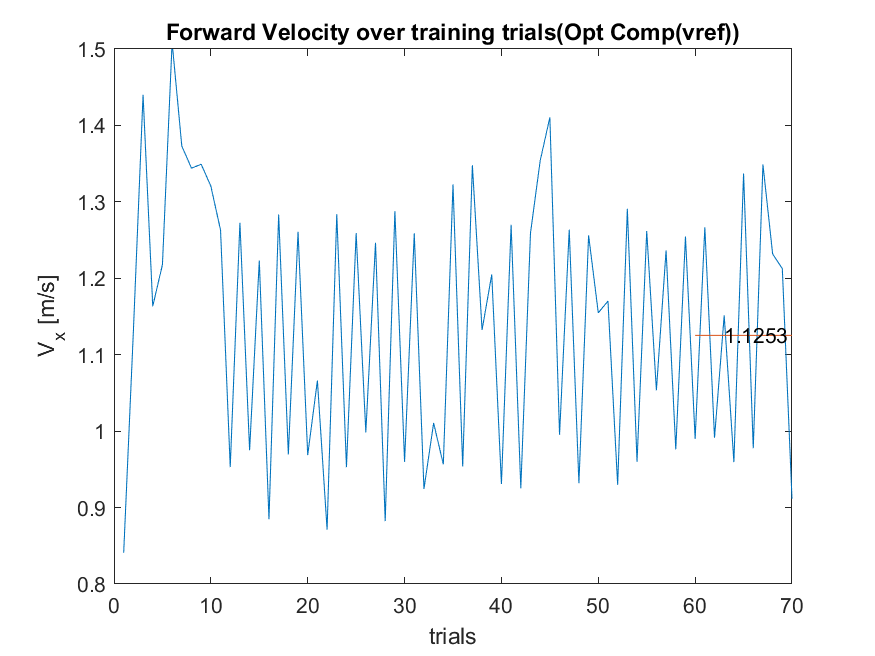 Forward Velocity over training trials(Opt Comp(vref))
1.5
1.4
1.3
1.2
1.1
1
0.9
0.8
V_x [m/s]
1.1253
0 10 20 30 40 50 60 70
trials